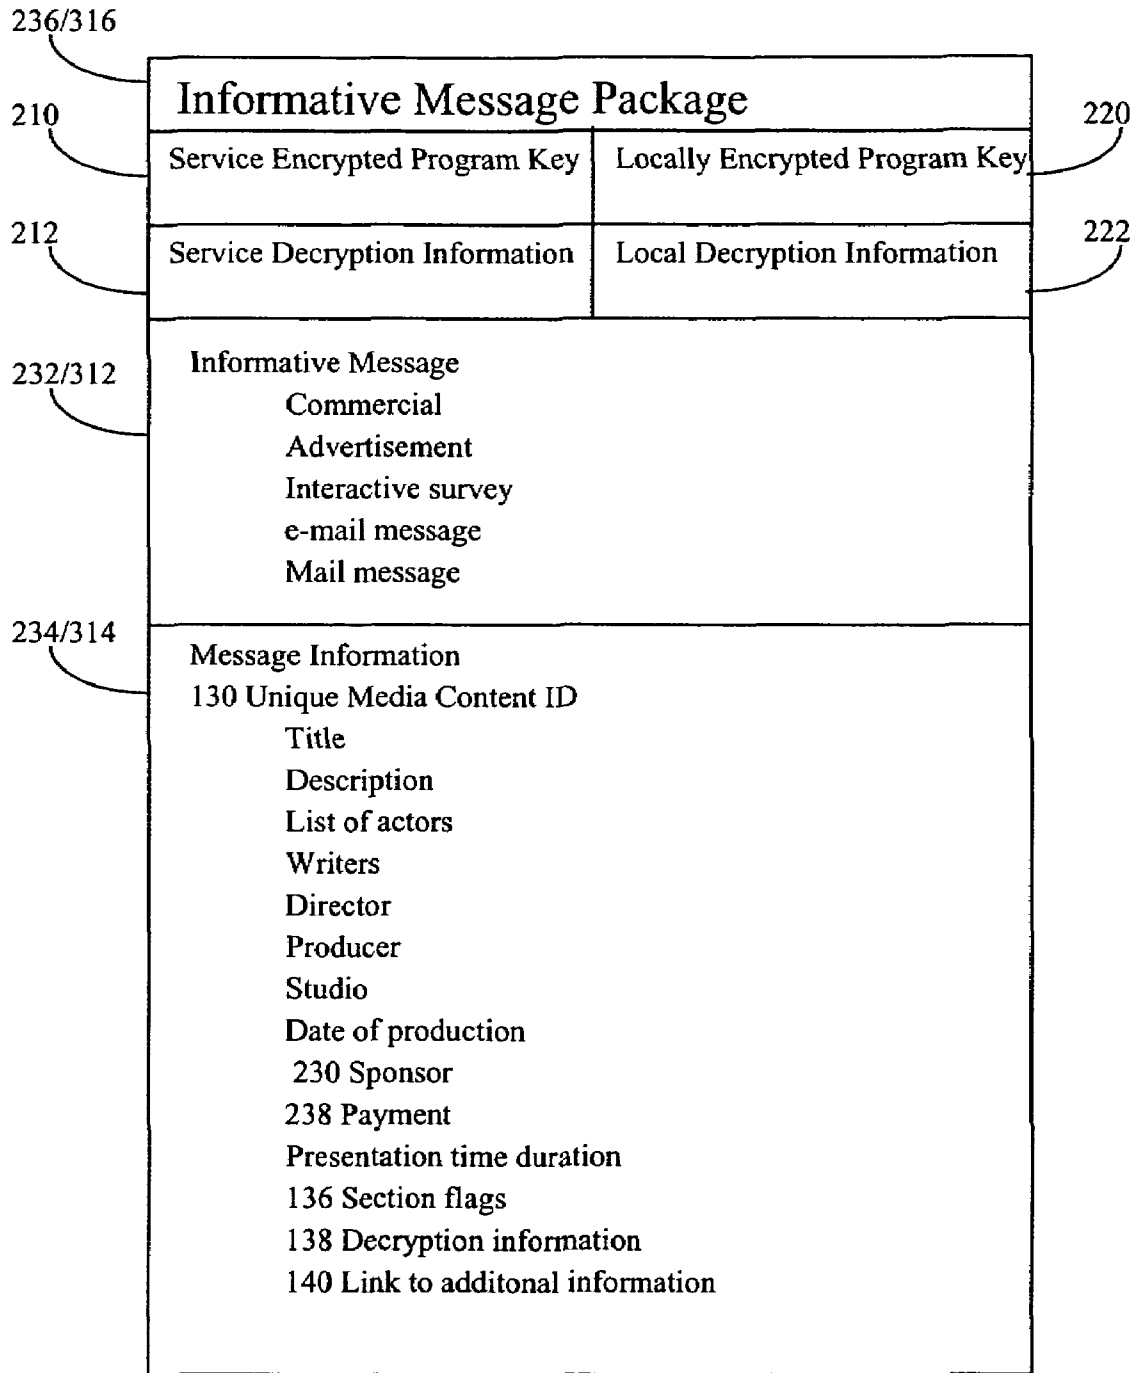 236/316
Informative Message Package
210
220
Service Encrypted Program Key
Locally Encrypted Program Key
212
222
Service Decryption Information
Local Decryption Information
232/312
Informative Message
Commercial
Advertisement
Interactive survey
e-mail message
Mail message
234/314
Message Information
130 Unique Media Content ID
Title
Description
List of actors
Writers
Director
Producer
Studio
Date of production
230 Sponsor
238 Payment
Presentation time duration
136 Section flags
138 Decryption information
140 Link to additonal information